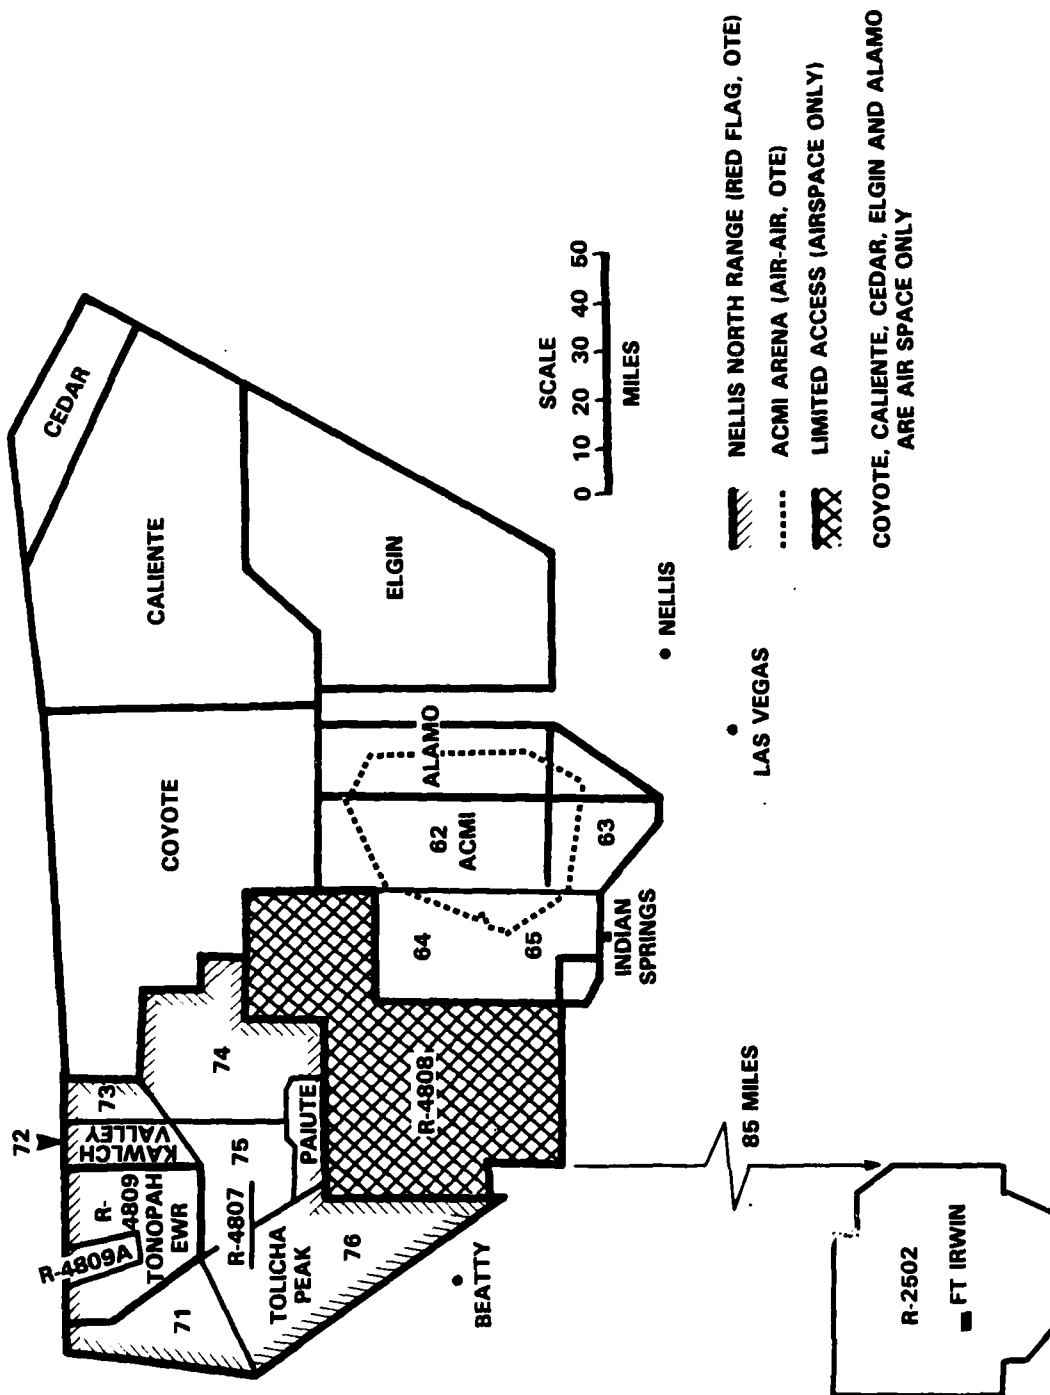 CEDAR
CALIENTE
COYOTE
ELGIN
ALAMO
62
ACMI
63
64
65
INDIAN
SPRINGS
72
73
KAWLCH
VALLEY
74
75
PAIUTE
R-4808
R-
4809
TONOPAH
EWR
R-4809A
R-4807
71
TOLICHA
PEAK
76
BEATTY
NELLIS
LAS VEGAS
85 MILES
R-2502
FT IRWIN
SCALE
0 10 20 30 40 50
MILES
NELLIS NORTH RANGE (RED FLAG, OTE)
ACMI ARENA (AIR-AIR, OTE)
LIMITED ACCESS (AIRSPACE ONLY)
COYOTE, CALIENTE, CEDAR, ELGIN AND ALAMO
ARE AIR SPACE ONLY